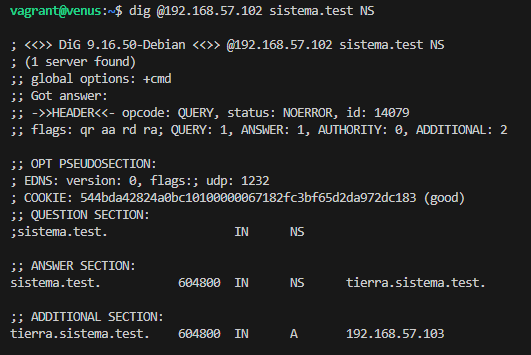 vagrant@venus:~$ dig @192.168.57.102 sistema.test NS
; <<>> DiG 9.16.50-Debian <<>> @192.168.57.102 sistema.test NS
; (1 server found)
;; global options: +cmd
;; Got answer:
;; ->>HEADER<<- opcode: QUERY, status: NOERROR, id: 14079
;; flags: qr aa rd ra; QUERY: 1, ANSWER: 1, AUTHORITY: 0, ADDITIONAL: 2
;; OPT PSEUDOSECTION:
; EDNS: version: 0, flags:; udp: 1232
; COOKIE: 544bda42824a0bc10100000067182fc3bf65d2da972dc183 (good)
;; QUESTION SECTION:
;sistema.test. IN NS
;; ANSWER SECTION:
sistema.test. 604800 IN NS tierra.sistema.test.
;; ADDITIONAL SECTION:
tierra.sistema.test. 604800 IN A 192.168.57.103